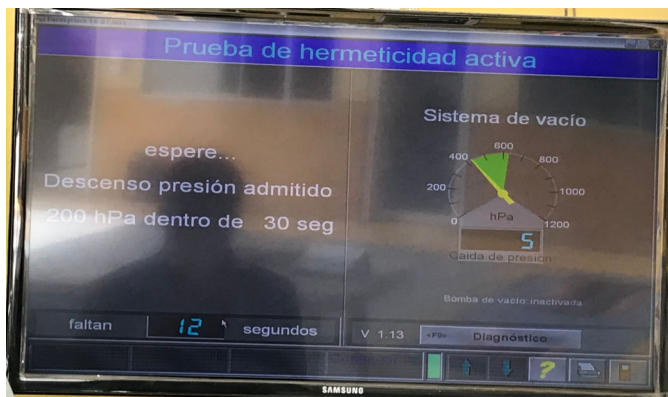 Prueba de hermeticidad activa
espere...
Descenso presión admitido
200 hPa dentro de 30 seg
Sistema de vacío
0 200 400 600 800 1000 1200
hPa
5
Caída de presión
Bomba de vacío: inactivada
faltan 12 segundos
V 1.13 <F9> Diagnóstico
?
SAMSUNG